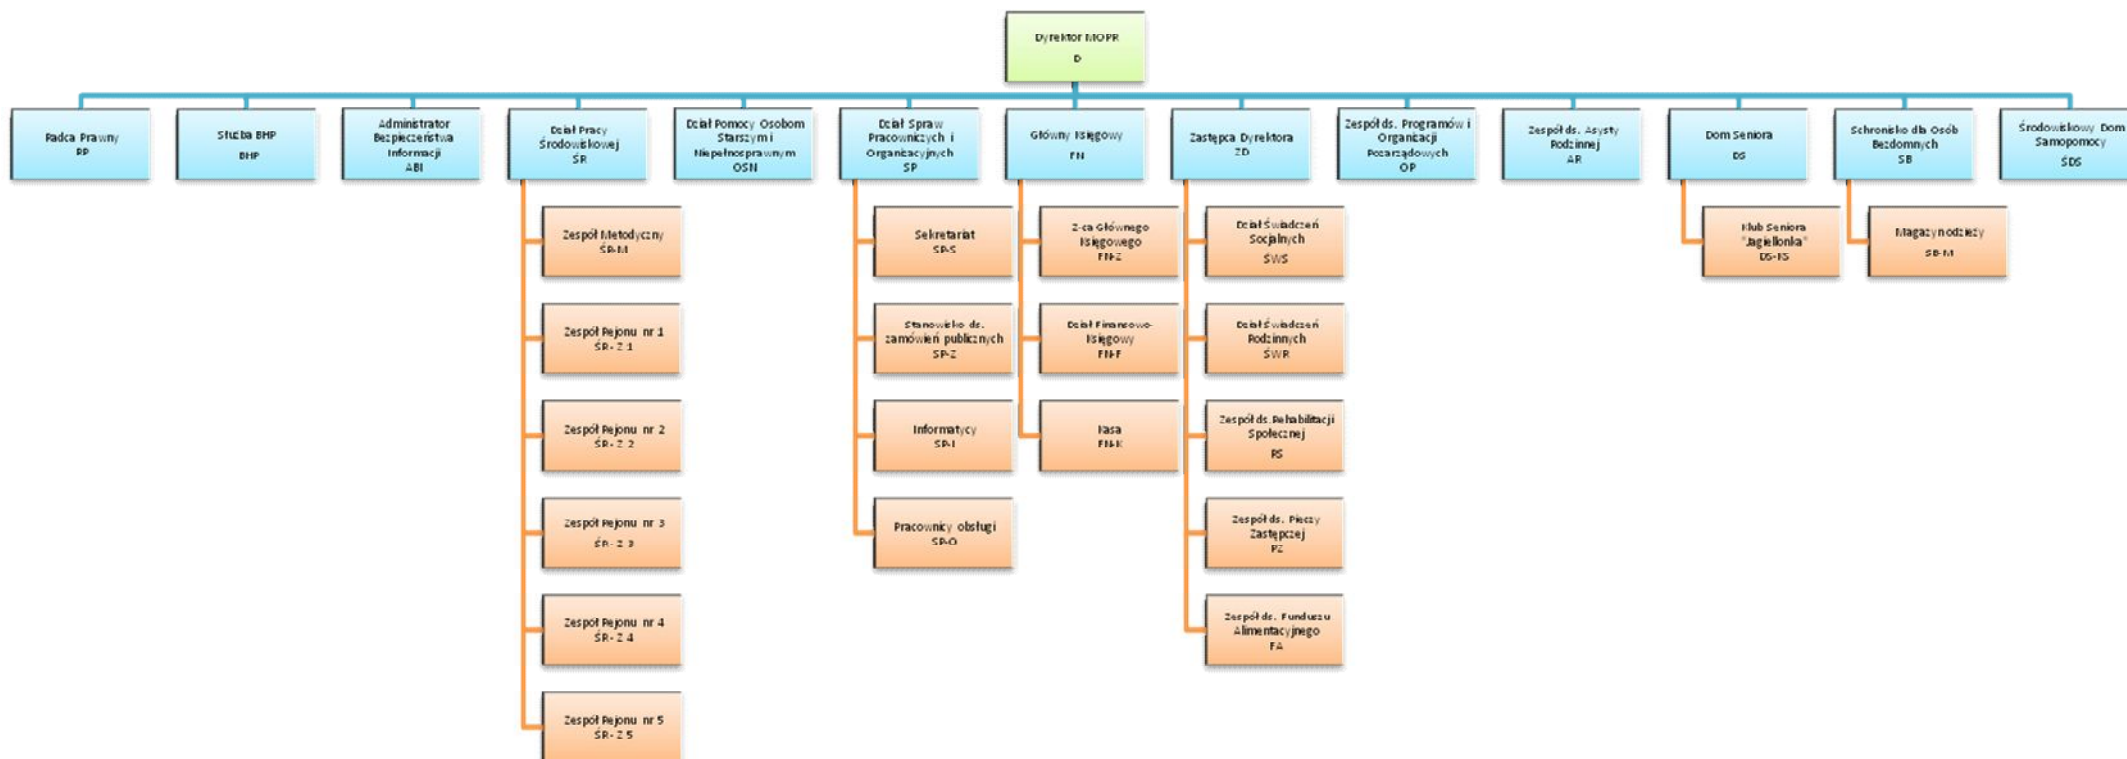 Dyrektor MOPR
D
Radca Prawny
RP
Służba BHP
BHP
Administrator
Bezpieczeństwa
Informacji
ABI
Dział Pracy
Środowiskowej
ŚR
Dział Pomocy Osobom
Starszym i
Niepełnosprawnym
OSN
Dział Spraw
Pracowniczych i
Organizacyjnych
SP
Główny Księgowy
FN
Zastępca Dyrektora
ZD
Zespół ds. Programów i
Organizacji
Pozarządowych
OP
Zespół ds. Asysty
Rodzinnej
AR
Dom Seniora
DS
Schronisko dla Osób
Bezdomnych
SB
Środowiskowy Dom
Samopomocy
ŚDS
Zespół Metodyczny
ŚR-M
Zespół Rejonu nr 1
ŚR- Z 1
Zespół Rejonu nr 2
ŚR- Z 2
Zespół Rejonu nr 3
ŚR- Z 3
Zespół Rejonu nr 4
ŚR- Z 4
Zespół Rejonu nr 5
ŚR- Z 5
Sekretariat
SP-S
Stanowisko ds.
zamówień publicznych
SP-Z
Informatycy
SP-I
Pracownicy obsługi
SP-O
Z-ca Głównego
Księgowego
FN-Z
Dział Finansowo-
Księgowy
FN-F
Kasa
FN-K
Dział Świadczeń
Socjalnych
ŚWS
Dział Świadczeń
Rodzinnych
ŚWR
Zespół ds. Rehabilitacji
Społecznej
RS
Zespół ds. Pieczy
Zastępczej
PZ
Zespół ds. Funduszu
Alimentacyjnego
FA
Klub Seniora
"Jagiellonka"
DS-KS
Magazyn odzieży
SB-M